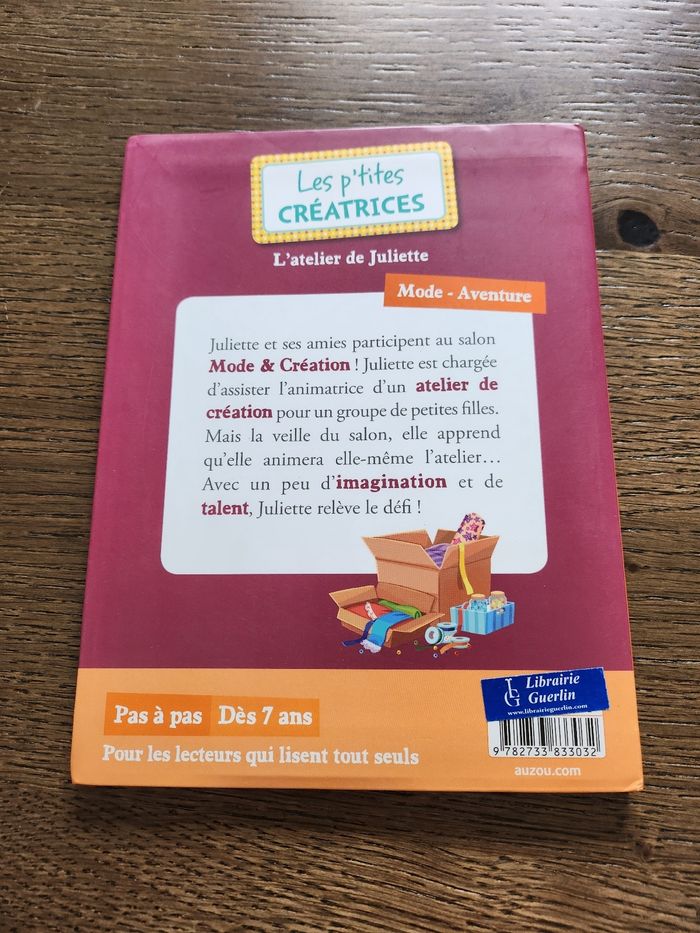 Les p'tites
CRÉATRICES
L'atelier de Juliette
Mode - Aventure
Juliette et ses amies participent au salon
Mode & Création ! Juliette est chargée
d'assister l'animatrice d'un atelier de
création pour un groupe de petites filles.
Mais la veille du salon, elle apprend
qu'elle animera elle-même l'atelier…
Avec un peu d'imagination et de
talent, Juliette relève le défi !
Pas à pas Dès 7 ans
Pour les lecteurs qui lisent tout seuls
LG Librairie
Guerlin
www.librairieguerlin.com
9 782733 833032
auzou.com